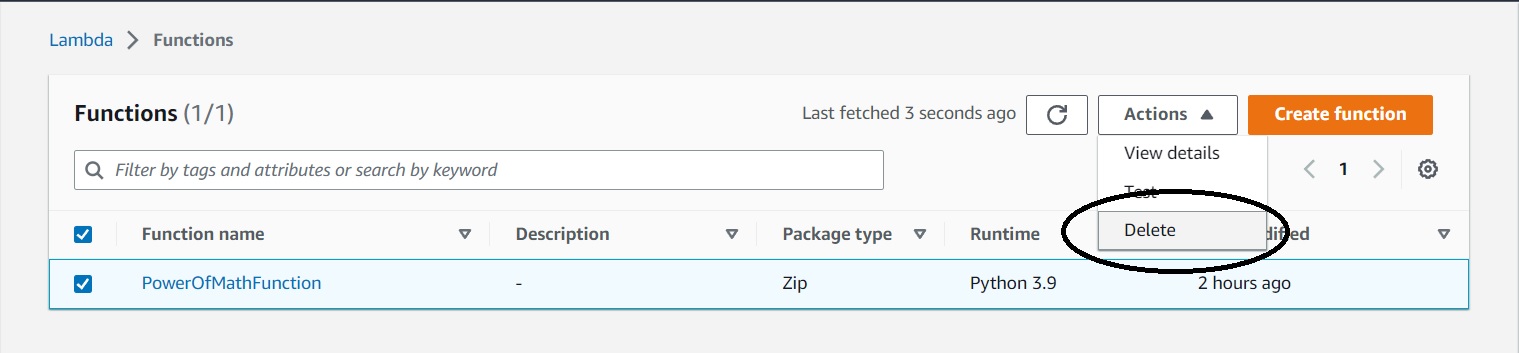 Lambda > Functions
Functions (1/1)
Last fetched 3 seconds ago
Actions
Create function
Filter by tags and attributes or search by keyword
View details
1
Test
Delete
Function name Description Package type Runtime
PowerOfMathFunction - Zip Python 3.9 2 hours ago